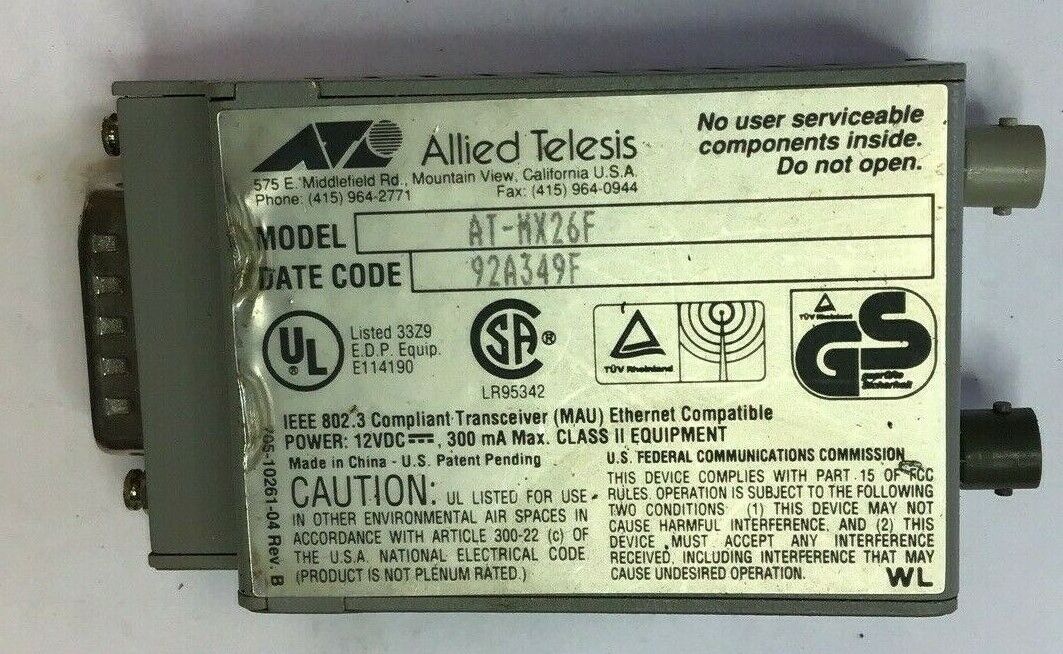 Allied Telesis
575 E. Middlefield Rd., Mountain View, California U.S.A.
Phone: (415) 964-2771 Fax: (415) 964-0944
No user serviceable
components inside.
Do not open.
MODEL AT-MX26F
DATE CODE 92A349F
UL
®
Listed 33Z9
E.D.P. Equip.
E114190
SA ®
LR95342
TÜV Rheinland
TÜV Rheinland
GS
geprüfte
Sicherheit
IEEE 802.3 Compliant Transceiver (MAU) Ethernet Compatible
POWER: 12VDC⎓, 300 mA Max. CLASS II EQUIPMENT
Made in China - U.S. Patent Pending
CAUTION: UL LISTED FOR USE
IN OTHER ENVIRONMENTAL AIR SPACES IN
ACCORDANCE WITH ARTICLE 300-22 (c) OF
THE U.S.A. NATIONAL ELECTRICAL CODE
(PRODUCT IS NOT PLENUM RATED.)
U.S. FEDERAL COMMUNICATIONS COMMISSION
THIS DEVICE COMPLIES WITH PART 15 OF FCC
RULES. OPERATION IS SUBJECT TO THE FOLLOWING
TWO CONDITIONS: (1) THIS DEVICE MAY NOT
CAUSE HARMFUL INTERFERENCE, AND (2) THIS
DEVICE MUST ACCEPT ANY INTERFERENCE
RECEIVED, INCLUDING INTERFERENCE THAT MAY
CAUSE UNDESIRED OPERATION.
WL
705-10261-04 Rev. B